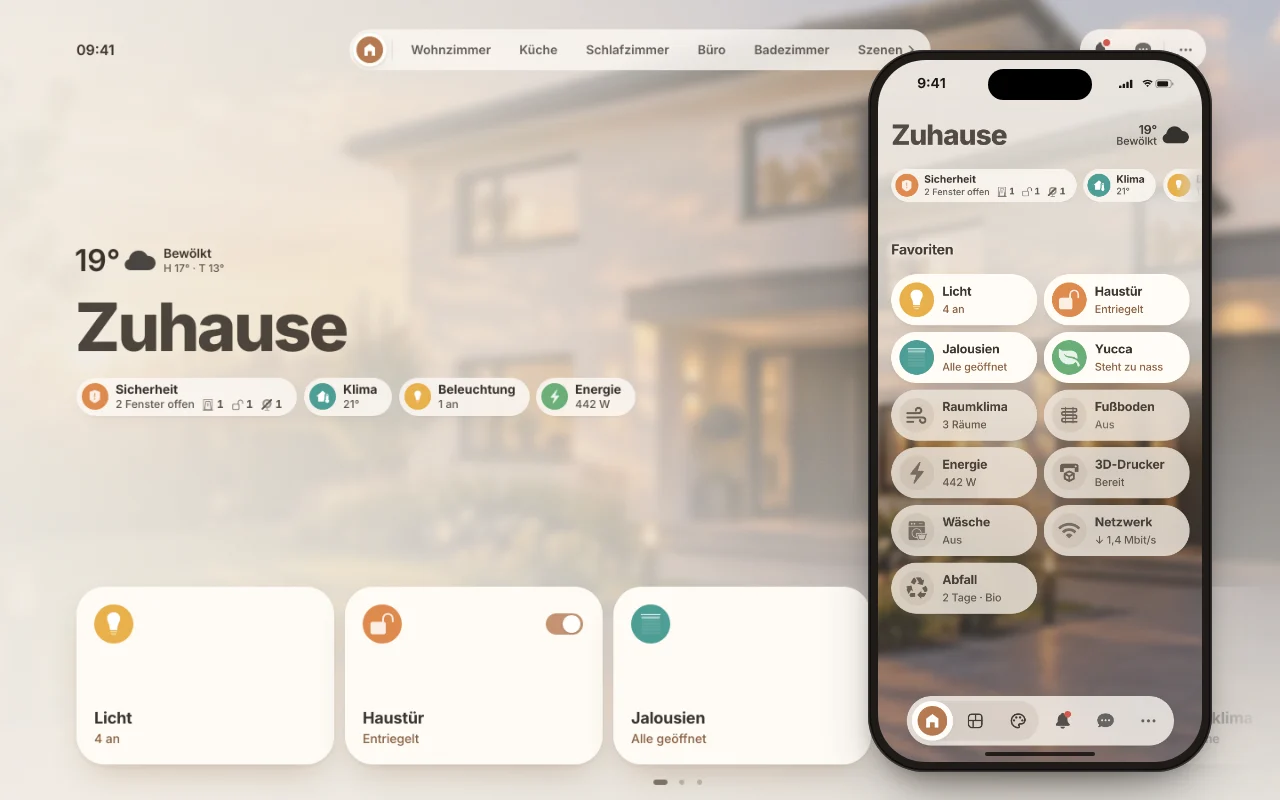 09:41
Wohnzimmer Küche Schlafzimmer Büro Badezimmer Szenen
19° Bewölkt
H 17° · T 13°
Zuhause
Sicherheit
2 Fenster offen 1 1 1
Klima
21°
Beleuchtung
1 an
Energie
442 W
Licht
4 an
Haustür
Entriegelt
Jalousien
Alle geöffnet
klima
9:41
Zuhause
19°
Bewölkt
Sicherheit
2 Fenster offen 1 1 1
Klima
21°
Favoriten
Licht
4 an
Haustür
Entriegelt
Jalousien
Alle geöffnet
Yucca
Steht zu nass
Raumklima
3 Räume
Fußboden
Aus
Energie
442 W
3D-Drucker
Bereit
Wäsche
Aus
Netzwerk
↓ 1,4 Mbit/s
Abfall
2 Tage · Bio